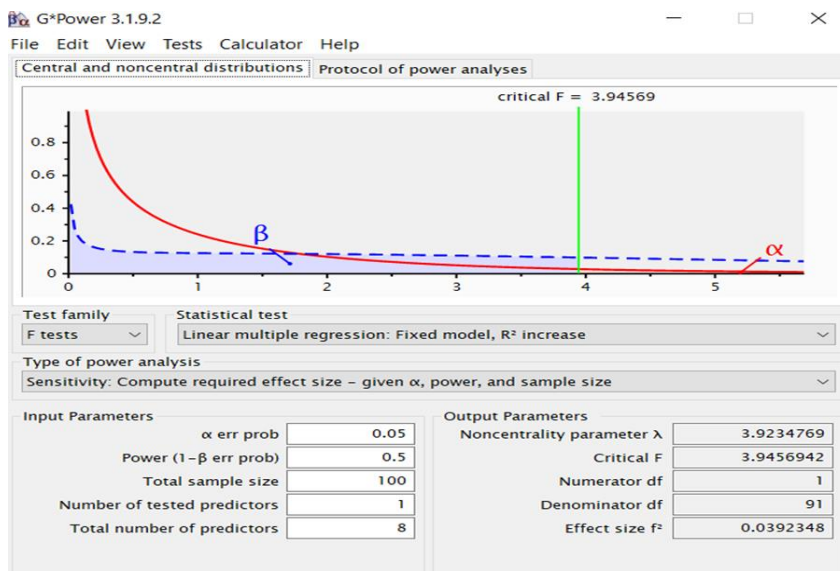 G*Power 3.1.9.2
File Edit View Tests Calculator Help
Central and noncentral distributions Protocol of power analyses
critical F = 3.94569
0.8
0.6
0.4
0.2
0
β
α
0 1 2 3 4 5
Test family Statistical test
F tests Linear multiple regression: Fixed model, R² increase
Type of power analysis
Sensitivity: Compute required effect size – given α, power, and sample size
Input Parameters Output Parameters
α err prob 0.05 Noncentrality parameter λ 3.9234769
Power (1-β err prob) 0.5 Critical F 3.9456942
Total sample size 100 Numerator df 1
Number of tested predictors 1 Denominator df 91
Total number of predictors 8 Effect size f² 0.0392348